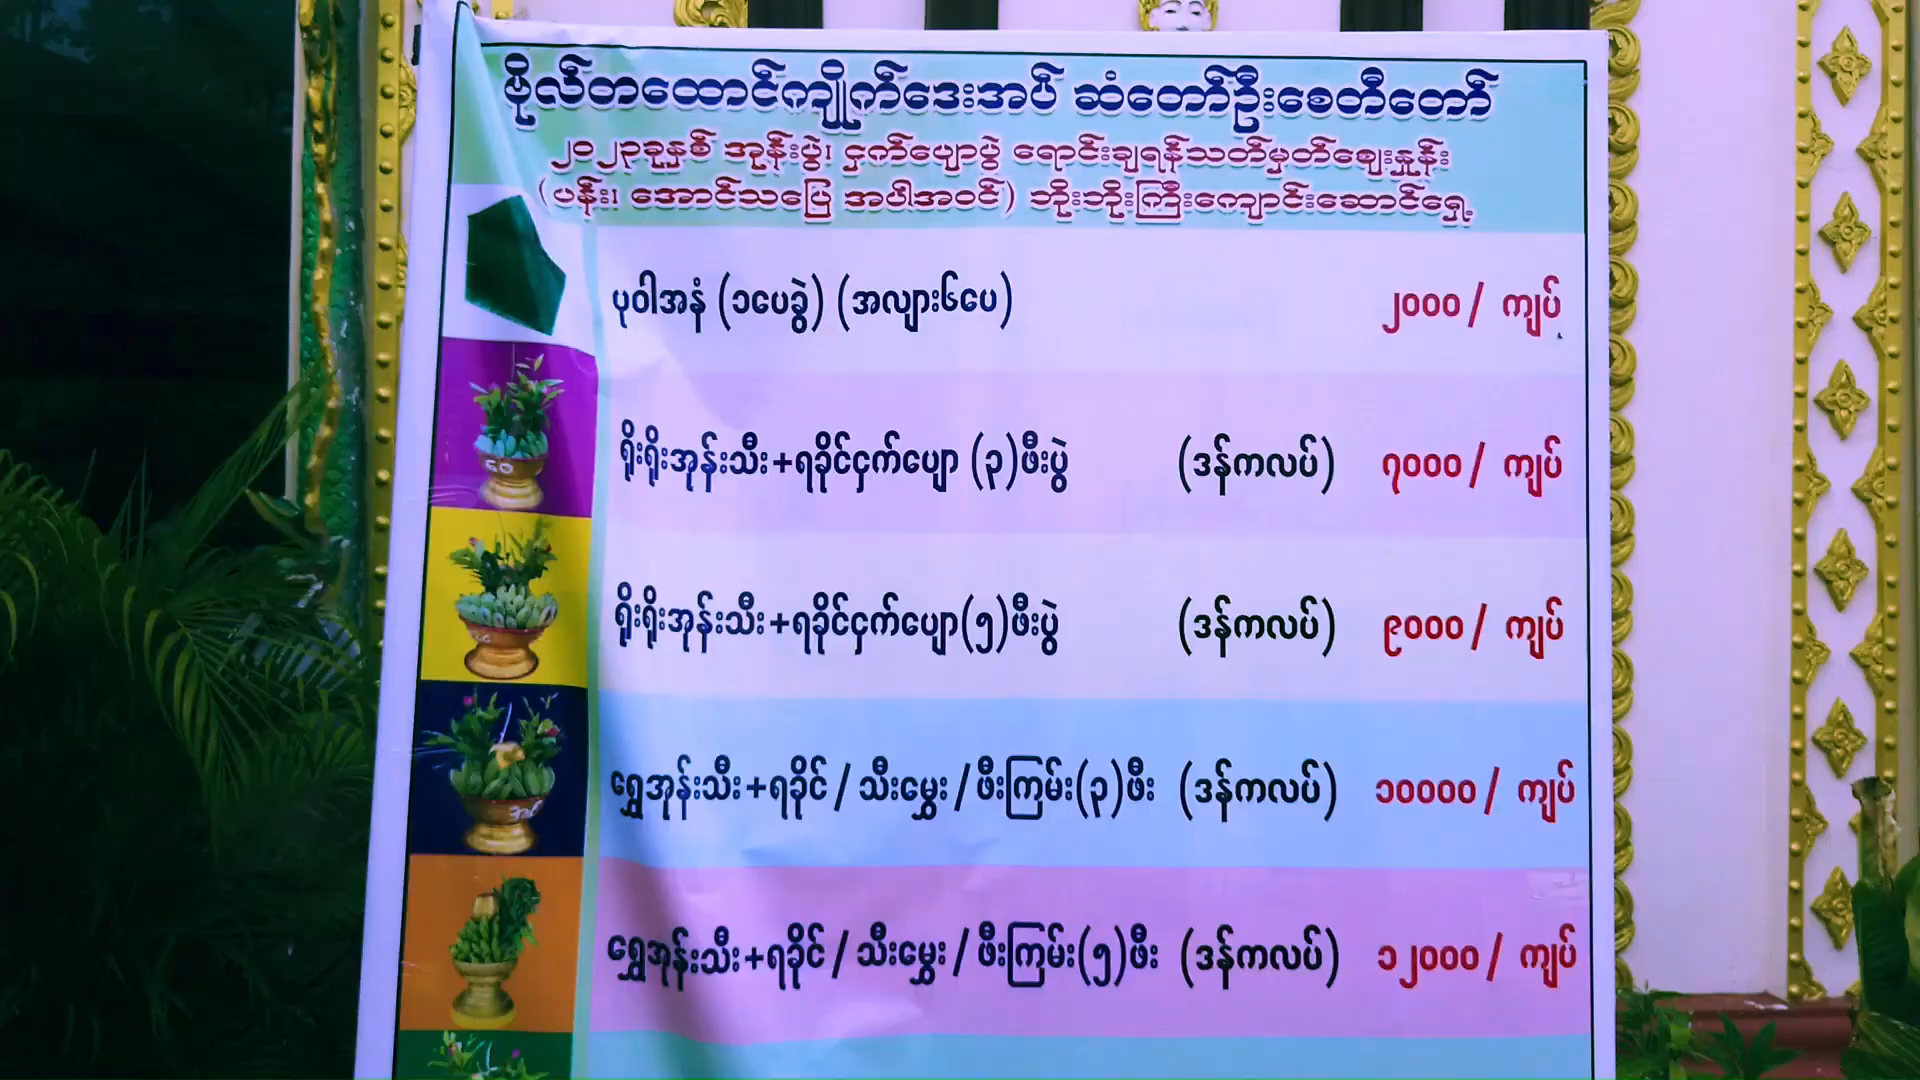 ဗိုလ်တထောင်ကျိုက်ဒေးအပ် ဆံတော်ဦးစေတီတော်
၂၀၂၃ခုနှစ် အုန်းပွဲ၊ ငှက်ပျောပွဲ ရောင်းချရန်သတ်မှတ်ဈေးနှုန်း
(ပန်း၊ အောင်သပြေ အပါအဝင်) ဘိုးဘိုးကြီးကျောင်းဆောင်ရှေ့
ပုဝါအနံ (၁ပေခွဲ) (အလျား၆ပေ) ၂၀၀၀/ ကျပ်
ရိုးရိုးအုန်းသီး+ရခိုင်ငှက်ပျော (၃)ဖီးပွဲ (ဒန်ကလပ်) ၇၀၀၀/ ကျပ်
ရိုးရိုးအုန်းသီး+ရခိုင်ငှက်ပျော(၅)ဖီးပွဲ (ဒန်ကလပ်) ၉၀၀၀/ ကျပ်
ရွှေအုန်းသီး+ရခိုင်/သီးမွှေး/ဖီးကြမ်း(၃)ဖီး (ဒန်ကလပ်) ၁၀၀၀၀/ ကျပ်
ရွှေအုန်းသီး+ရခိုင်/သီးမွှေး/ဖီးကြမ်း(၅)ဖီး (ဒန်ကလပ်) ၁၂၀၀၀/ ကျပ်